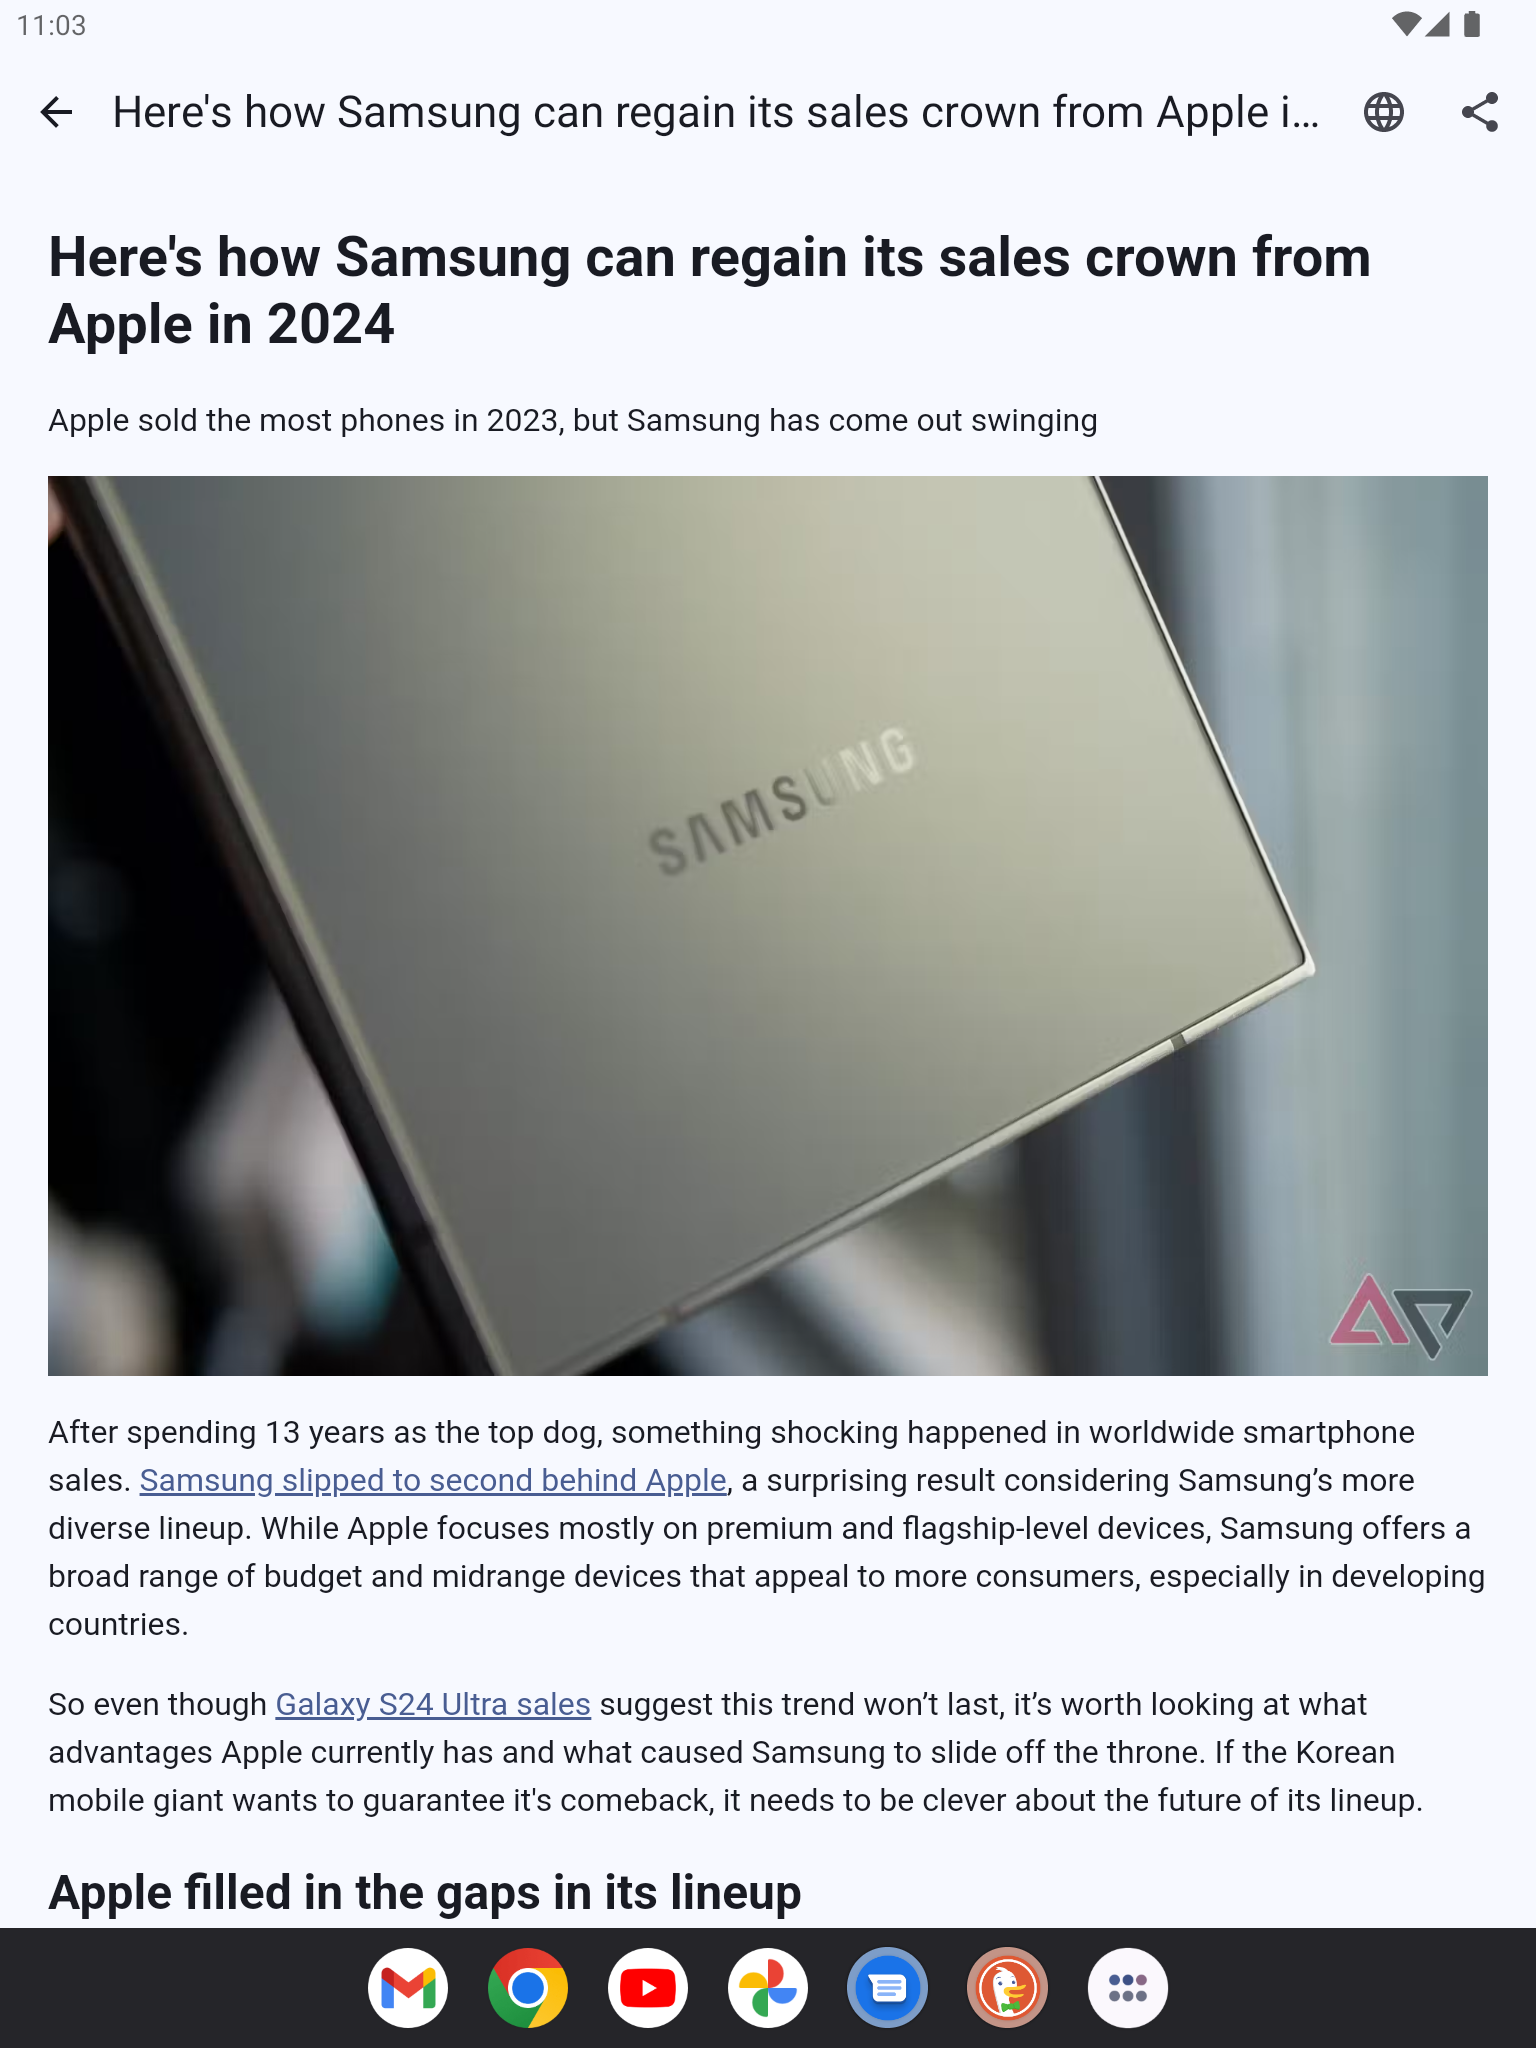 11:03
Here's how Samsung can regain its sales crown from Apple i...
Here's how Samsung can regain its sales crown from
Apple in 2024
Apple sold the most phones in 2023, but Samsung has come out swinging
SAMSUNG
After spending 13 years as the top dog, something shocking happened in worldwide smartphone
sales. Samsung slipped to second behind Apple, a surprising result considering Samsung’s more
diverse lineup. While Apple focuses mostly on premium and flagship-level devices, Samsung offers a
broad range of budget and midrange devices that appeal to more consumers, especially in developing
countries.
So even though Galaxy S24 Ultra sales suggest this trend won’t last, it’s worth looking at what
advantages Apple currently has and what caused Samsung to slide off the throne. If the Korean
mobile giant wants to guarantee it's comeback, it needs to be clever about the future of its lineup.
Apple filled in the gaps in its lineup